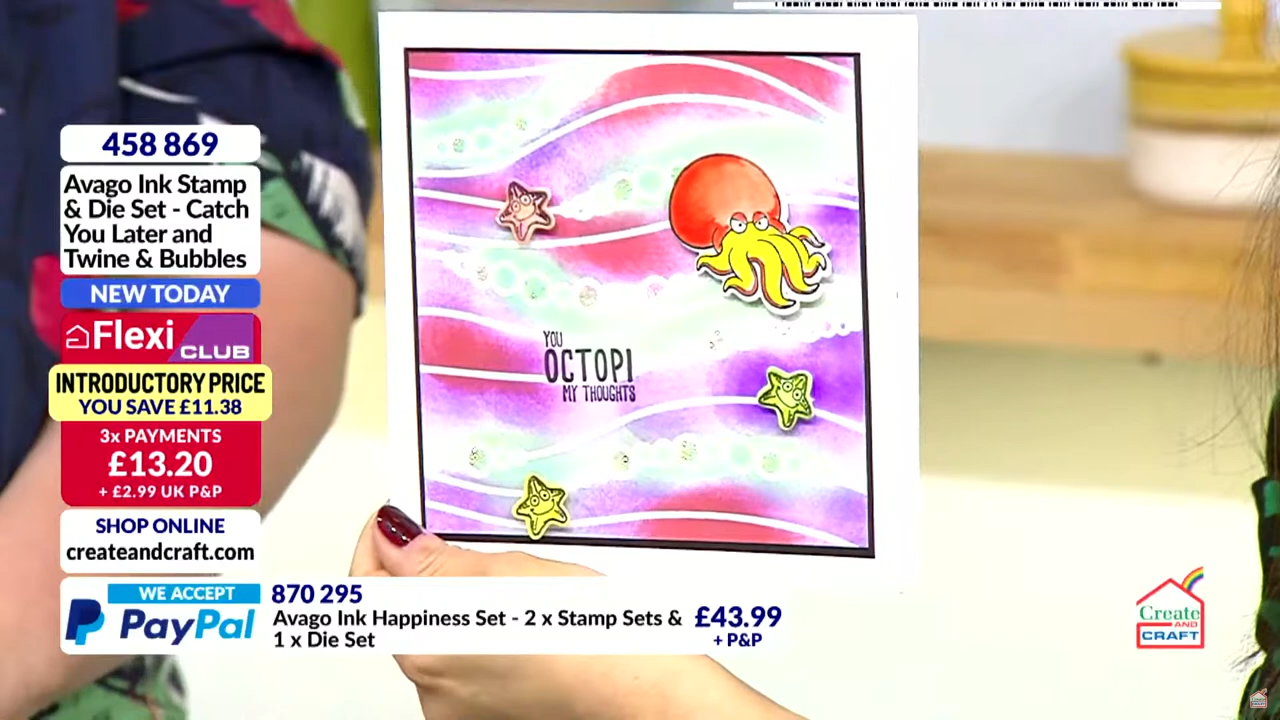 458 869
Avago Ink Stamp
& Die Set - Catch
You Later and
Twine & Bubbles
NEW TODAY
Flexi
CLUB
INTRODUCTORY PRICE
YOU SAVE £11.38
3x PAYMENTS
£13.20
+ £2.99 UK P&P
SHOP ONLINE
createandcraft.com
WE ACCEPT
PayPal
870 295
Avago Ink Happiness Set - 2 x Stamp Sets &
1 x Die Set
£43.99
+ P&P
YOU
OCTOPI
MY THOUGHTS
Create
AND
CRAFT